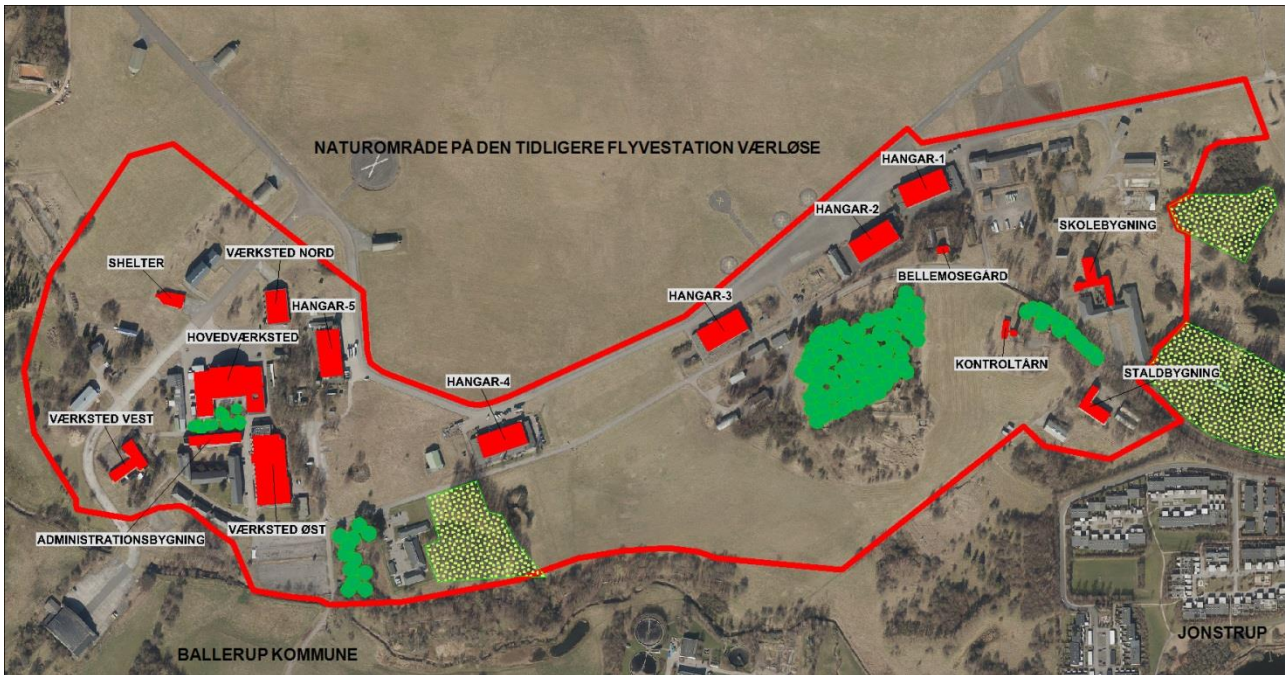 NATUROMRÅDE PÅ DEN TIDLIGERE FLYVESTATION VÆRLØSE
HANGAR-1
HANGAR-2
SKOLEBYGNING
VÆRKSTED NORD
SHELTER
BELLEMOSEGÅRD
HANGAR-5
HANGAR-3
HOVEDVÆRKSTED
KONTROLTÅRN
STALDBYGNING
HANGAR-4
VÆRKSTED VEST
VÆRKSTED ØST
ADMINISTRATIONSBYGNING
JONSTRUP
BALLERUP KOMMUNE